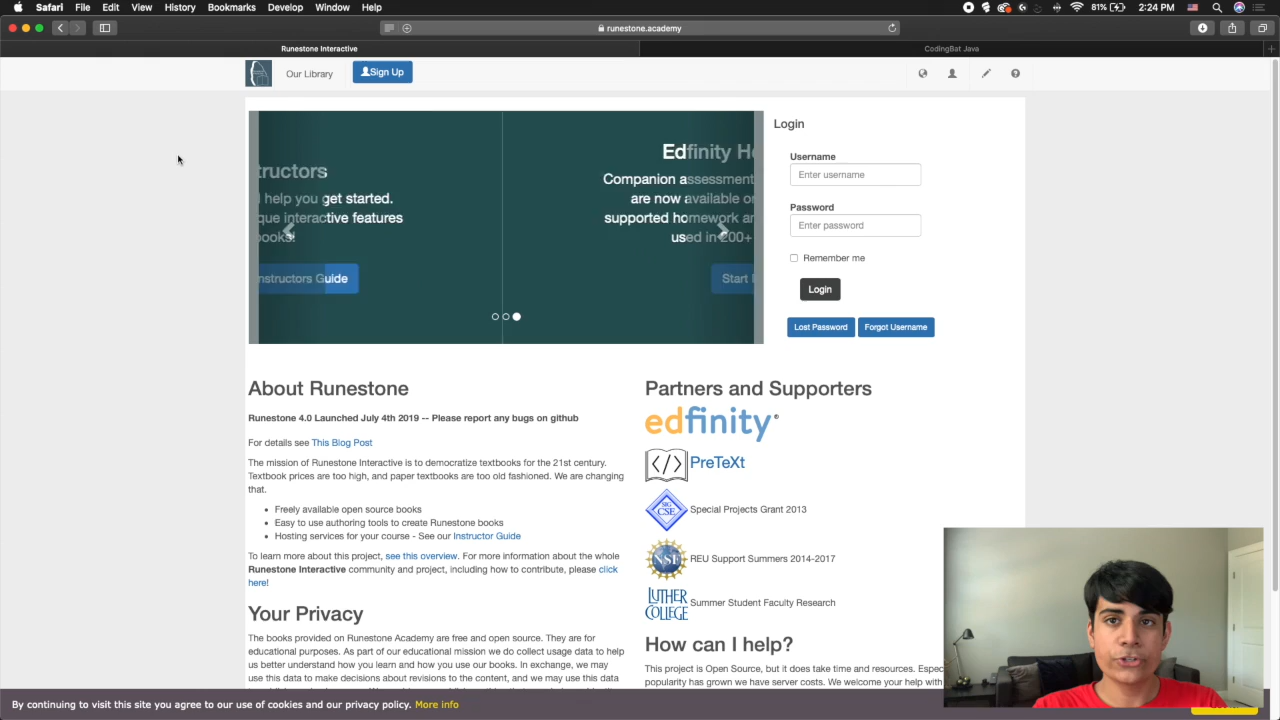 Safari File Edit View History Bookmarks Develop Window Help
81% 2:24 PM
runestone.academy
Runestone Interactive
CodingBat Java
Our Library
Sign Up
tructors
help you get started.
que interactive features
books!
nstructors Guide
Edfinity
Companion assessment
are now available
supported homework
used in 200+
Start
Login
Username
Enter username
Password
Enter password
Remember me
Login
Lost Password Forgot Username
About Runestone
Runestone 4.0 Launched July 4th 2019 -- Please report any bugs on github
For details see This Blog Post
The mission of Runestone Interactive is to democratize textbooks for the 21st century.
Textbook prices are too high, and paper textbooks are too old fashioned. We are changing
that.
• Freely available open source books
• Easy to use authoring tools to create Runestone books
• Hosting services for your course - See our Instructor Guide
To learn more about this project, see this overview. For more information about the whole
Runestone Interactive community and project, including how to contribute, please click
here!
Your Privacy
The books provided on Runestone Academy are free and open source. They are for
educational purposes. As part of our educational mission we do collect usage data to help
us better understand how you learn and how you use our books. In exchange, we may
use this data to make decisions about revisions to the content, and we may use this data
Partners and Supporters
edfinity®
</> PreTeXt
SIG CSE Special Projects Grant 2013
NSF REU Support Summers 2014-2017
LUTHER COLLEGE Summer Student Faculty Research
How can I help?
This project is Open Source, but it does take time and resources.
popularity has grown we have server costs. We welcome your help with
By continuing to visit this site you agree to our use of cookies and our privacy policy. More info